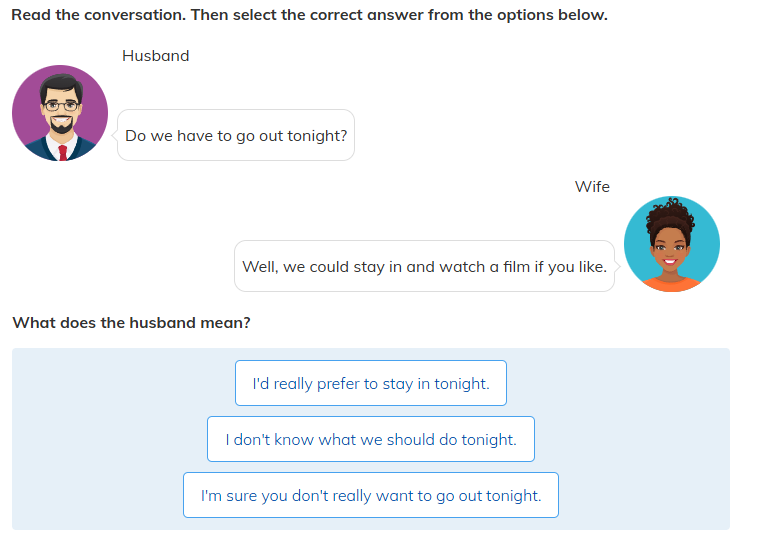 Read the conversation. Then select the correct answer from the options below.
Husband
Do we have to go out tonight?
Wife
Well, we could stay in and watch a film if you like.
What does the husband mean?
I'd really prefer to stay in tonight.
I don't know what we should do tonight.
I'm sure you don't really want to go out tonight.